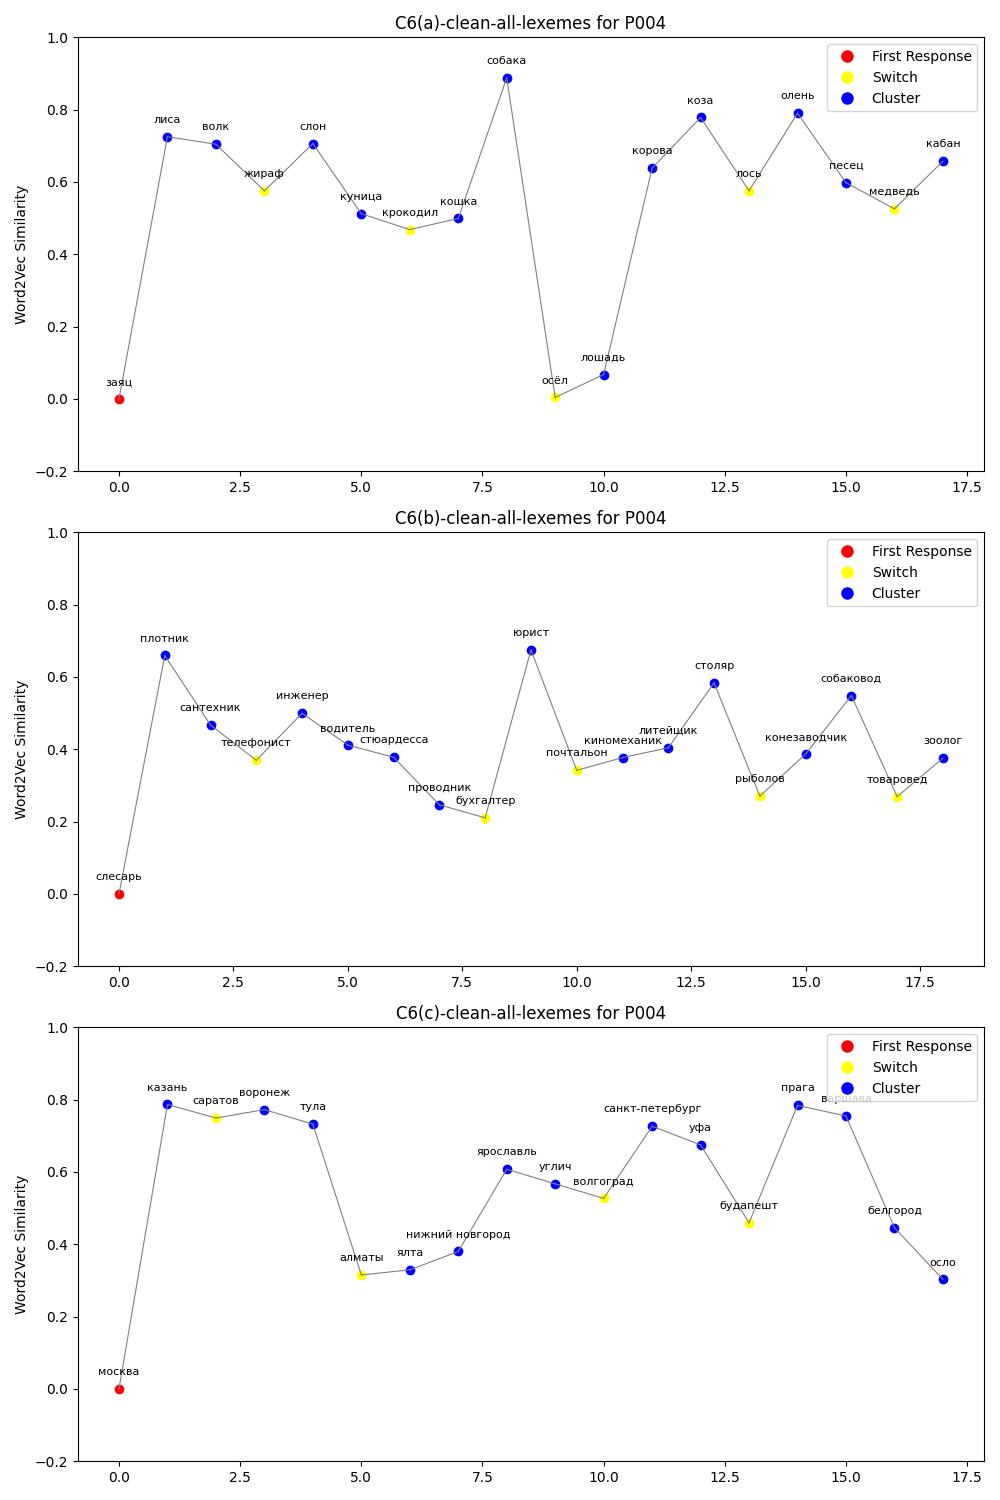 C6(a)-clean-all-lexemes for P004
Word2Vec Similarity
1.0
0.8
0.6
0.4
0.2
0.0
−0.2
First Response
Switch
Cluster
заяц
лиса
волк
жираф
слон
куница
крокодил
кошка
собака
осёл
лошадь
корова
коза
лось
олень
песец
медведь
кабан
0.0 2.5 5.0 7.5 10.0 12.5 15.0 17.5
C6(b)-clean-all-lexemes for P004
Word2Vec Similarity
1.0
0.8
0.6
0.4
0.2
0.0
−0.2
First Response
Switch
Cluster
слесарь
плотник
сантехник
телефонист
инженер
водитель
стюардесса
проводник
бухгалтер
юрист
почтальон
киномеханик
литейщик
столяр
рыболов
конезаводчик
собаковод
товаровед
зоолог
0.0 2.5 5.0 7.5 10.0 12.5 15.0 17.5
C6(c)-clean-all-lexemes for P004
Word2Vec Similarity
1.0
0.8
0.6
0.4
0.2
0.0
−0.2
First Response
Switch
Cluster
москва
казань
саратов
воронеж
тула
алматы
ялта
нижний новгород
ярославль
углич
волгоград
санкт-петербург
уфа
будапешт
прага
варшава
белгород
осло
0.0 2.5 5.0 7.5 10.0 12.5 15.0 17.5